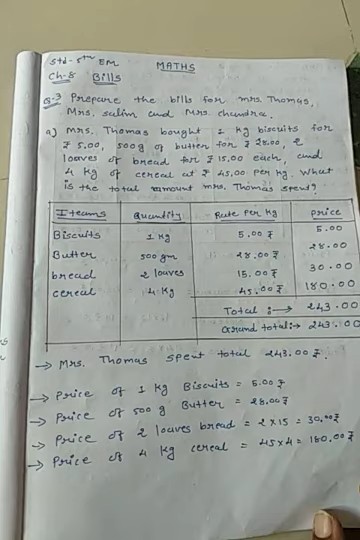 Std-5th EM
MATHS
Ch-8 Bills
Q-3 Prepare the bills for mrs. Thomas,
Mrs. salim and Mrs. chandra.
a) Mrs. Thomas bought 1 kg biscuits for
₹ 5.00, 500g of butter for ₹ 28.00, 2
loaves of bread for ₹ 15.00 each, and
4 kg of cereal at ₹ 45.00 per kg. What
is the total amount mrs. Thomas spent?
Iteams Quantity Rate Per kg price
Biscuits 1 kg 5.00 ₹ 5.00
Butter 500 gm 28.00 ₹ 28.00
bread 2 loaves 15.00 ₹ 30.00
cereal 4 kg 45.00 ₹ 180.00
Total :→ 243.00
Grand total:→ 243.00
→ Mrs. Thomas spent total 243.00 ₹.
→ Price of 1 kg Biscuits = 5.00 ₹
→ Price of 500 g Butter = 28.00 ₹
→ Price of 2 loaves bread = 2 x 15 = 30.00 ₹
→ Price of 4 kg cereal = 45 x 4 = 180.00 ₹